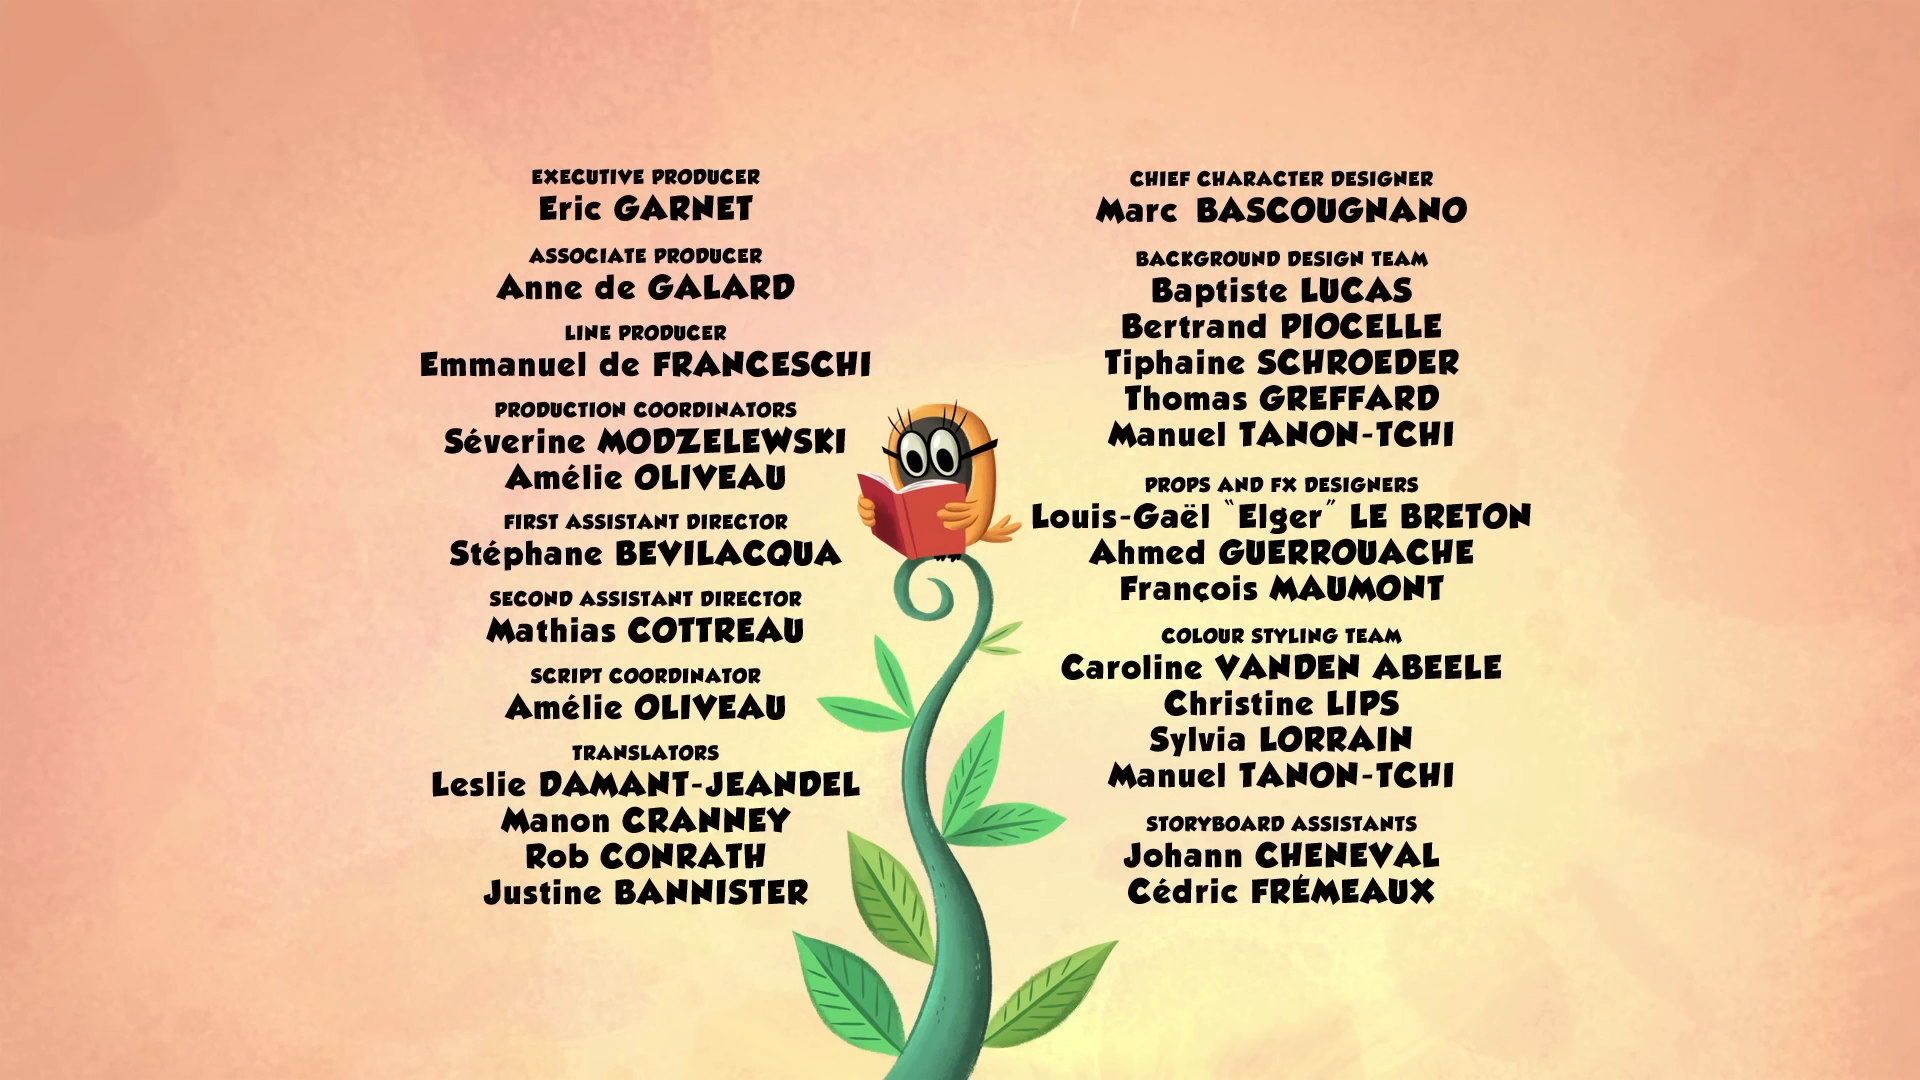 EXECUTIVE PRODUCER
Eric GARNET
ASSOCIATE PRODUCER
Anne de GALARD
LINE PRODUCER
Emmanuel de FRANCESCHI
PRODUCTION COORDINATORS
Séverine MODZELEWSKI
Amélie OLIVEAU
FIRST ASSISTANT DIRECTOR
Stéphane BEVILACQUA
SECOND ASSISTANT DIRECTOR
Mathias COTTREAU
SCRIPT COORDINATOR
Amélie OLIVEAU
TRANSLATORS
Leslie DAMANT-JEANDEL
Manon CRANNEY
Rob CONRATH
Justine BANNISTER
CHIEF CHARACTER DESIGNER
Marc BASCOUGNANO
BACKGROUND DESIGN TEAM
Baptiste LUCAS
Bertrand PIOCELLE
Tiphaine SCHROEDER
Thomas GREFFARD
Manuel TANON-TCHI
PROPS AND FX DESIGNERS
Louis-Gaël "Elger" LE BRETON
Ahmed GUERROUACHE
François MAUMONT
COLOUR STYLING TEAM
Caroline VANDEN ABEELE
Christine LIPS
Sylvia LORRAIN
Manuel TANON-TCHI
STORYBOARD ASSISTANTS
Johann CHENEVAL
Cédric FRÉMEAUX